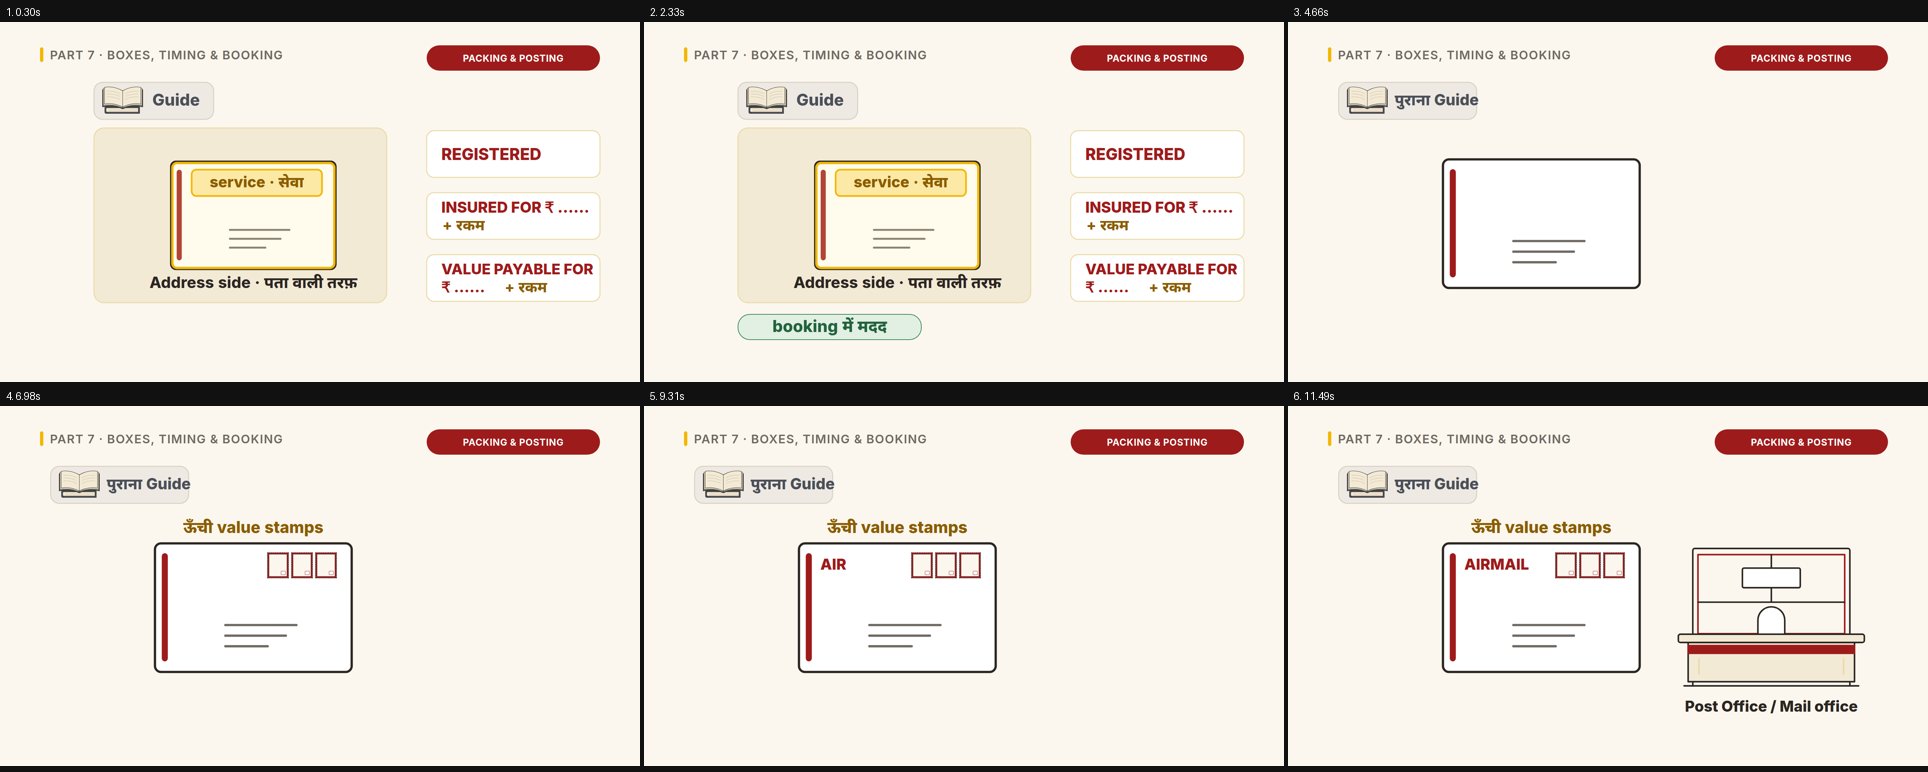 1. 0.30s
PART 7 · BOXES, TIMING & BOOKING
PACKING & POSTING
Guide
service · सेवा
Address side · पता वाली तरफ़
REGISTERED
INSURED FOR ₹ ......
+ रकम
VALUE PAYABLE FOR
₹ ...... + रकम
2. 2.33s
PART 7 · BOXES, TIMING & BOOKING
PACKING & POSTING
Guide
service · सेवा
Address side · पता वाली तरफ़
REGISTERED
INSURED FOR ₹ ......
+ रकम
VALUE PAYABLE FOR
₹ ...... + रकम
booking में मदद
3. 4.66s
PART 7 · BOXES, TIMING & BOOKING
PACKING & POSTING
पुराना Guide
4. 6.98s
PART 7 · BOXES, TIMING & BOOKING
PACKING & POSTING
पुराना Guide
ऊँची value stamps
5. 9.31s
PART 7 · BOXES, TIMING & BOOKING
PACKING & POSTING
पुराना Guide
ऊँची value stamps
AIR
6. 11.49s
PART 7 · BOXES, TIMING & BOOKING
PACKING & POSTING
पुराना Guide
ऊँची value stamps
AIRMAIL
Post Office / Mail office